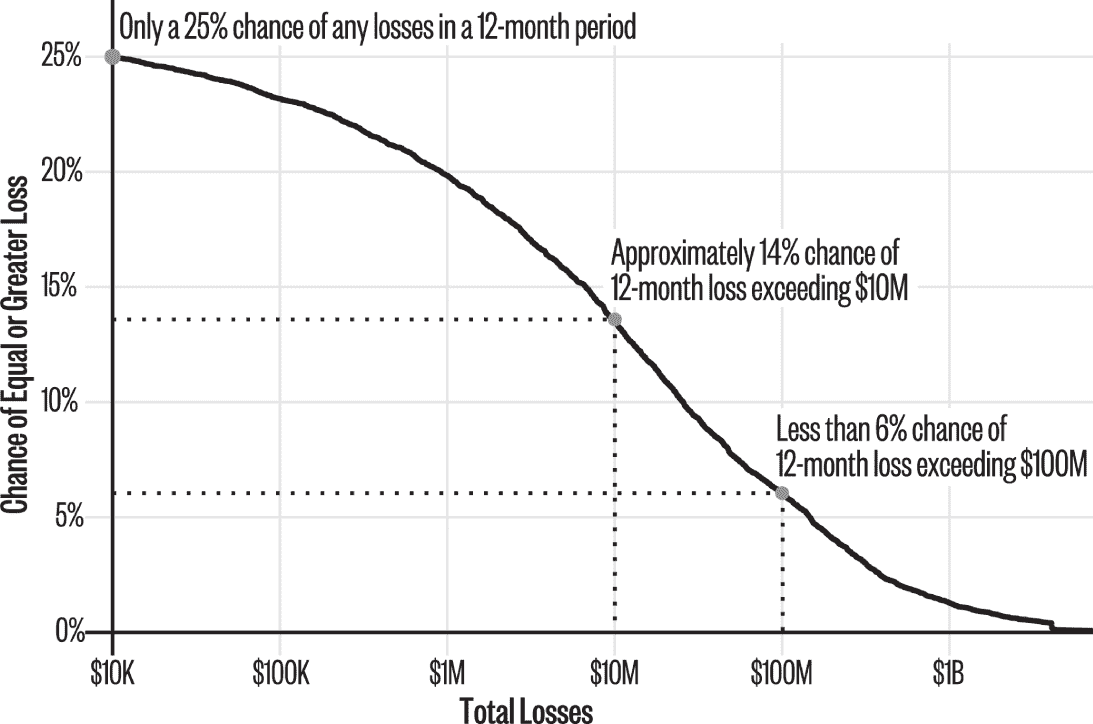 Only a 25% chance of any losses in a 12-month period
25%
20%
15%
10%
5%
0%
Chance of Equal or Greater Loss
Approximately 14% chance of
12-month loss exceeding $10M
Less than 6% chance of
12-month loss exceeding $100M
$10K
$100K
$1M
$10M
$100M
$1B
Total Losses